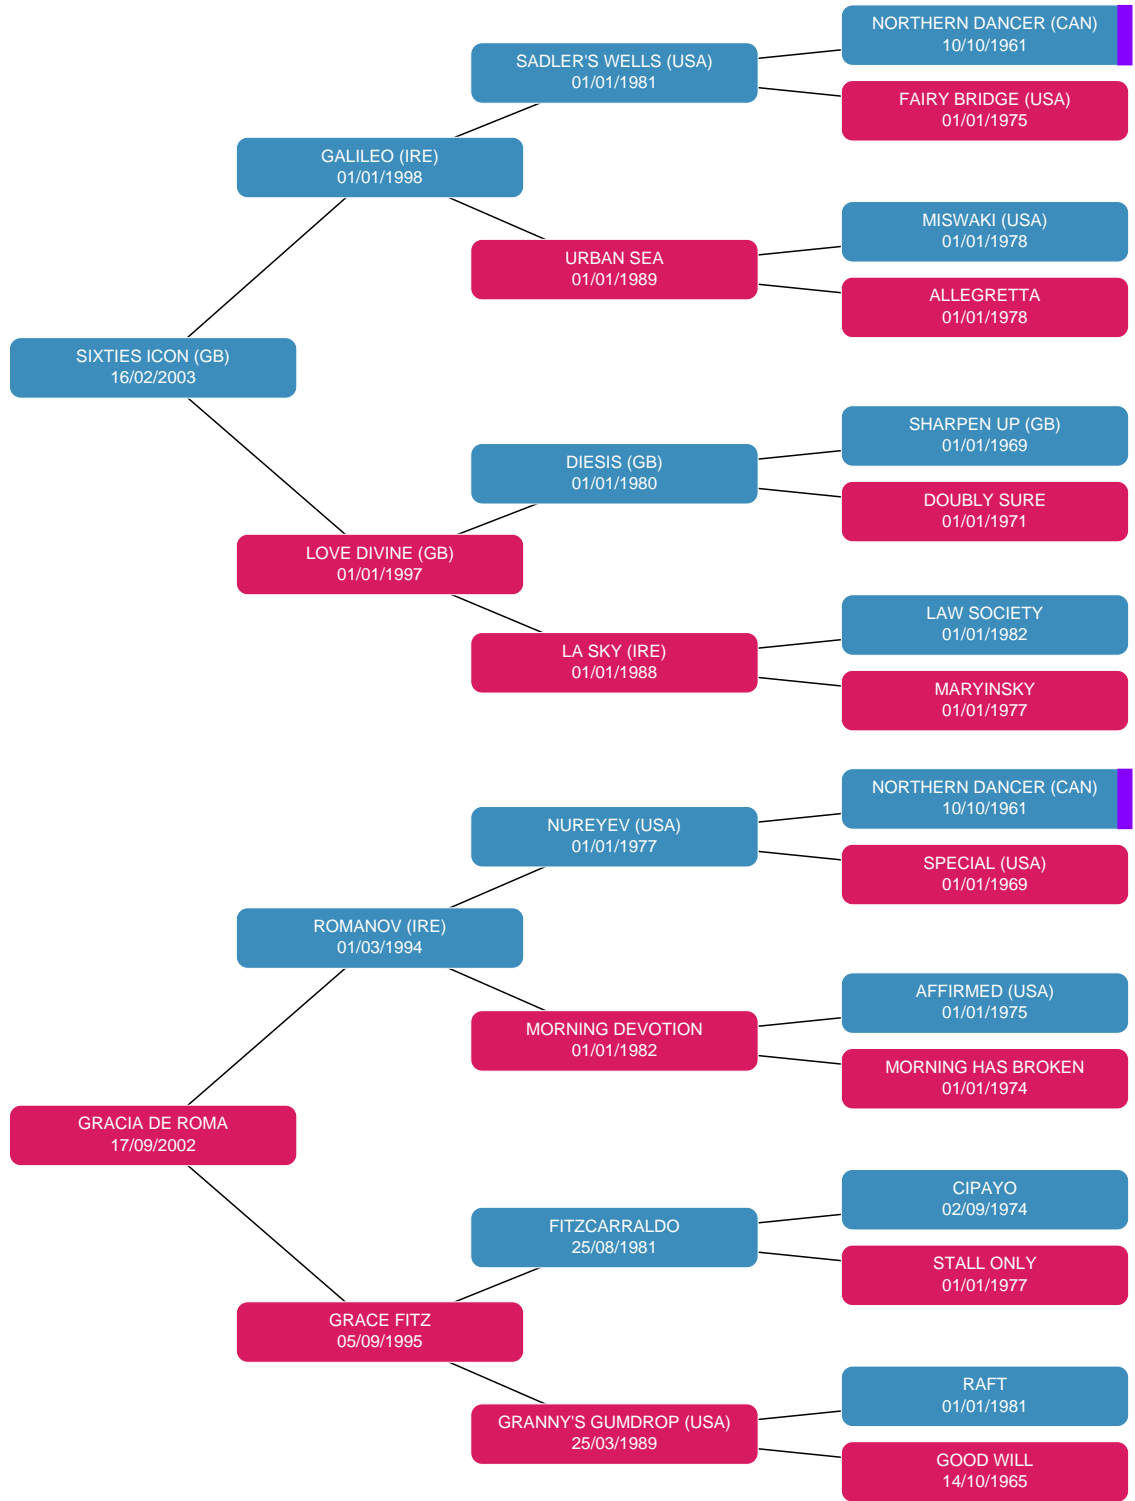 NORTHERN DANCER (CAN)
10/10/1961
SADLER'S WELLS (USA)
01/01/1981
FAIRY BRIDGE (USA)
01/01/1975
GALILEO (IRE)
01/01/1998
MISWAKI (USA)
01/01/1978
URBAN SEA
01/01/1989
ALLEGRETTA
01/01/1978
SIXTIES ICON (GB)
16/02/2003
SHARPEN UP (GB)
01/01/1969
DIESIS (GB)
01/01/1980
DOUBLY SURE
01/01/1971
LOVE DIVINE (GB)
01/01/1997
LAW SOCIETY
01/01/1982
LA SKY (IRE)
01/01/1988
MARYINSKY
01/01/1977
NORTHERN DANCER (CAN)
10/10/1961
NUREYEV (USA)
01/01/1977
SPECIAL (USA)
01/01/1969
ROMANOV (IRE)
01/03/1994
AFFIRMED (USA)
01/01/1975
MORNING DEVOTION
01/01/1982
MORNING HAS BROKEN
01/01/1974
GRACIA DE ROMA
17/09/2002
CIPAYO
02/09/1974
FITZCARRALDO
25/08/1981
STALL ONLY
01/01/1977
GRACE FITZ
05/09/1995
RAFT
01/01/1981
GRANNY'S GUMDROP (USA)
25/03/1989
GOOD WILL
14/10/1965